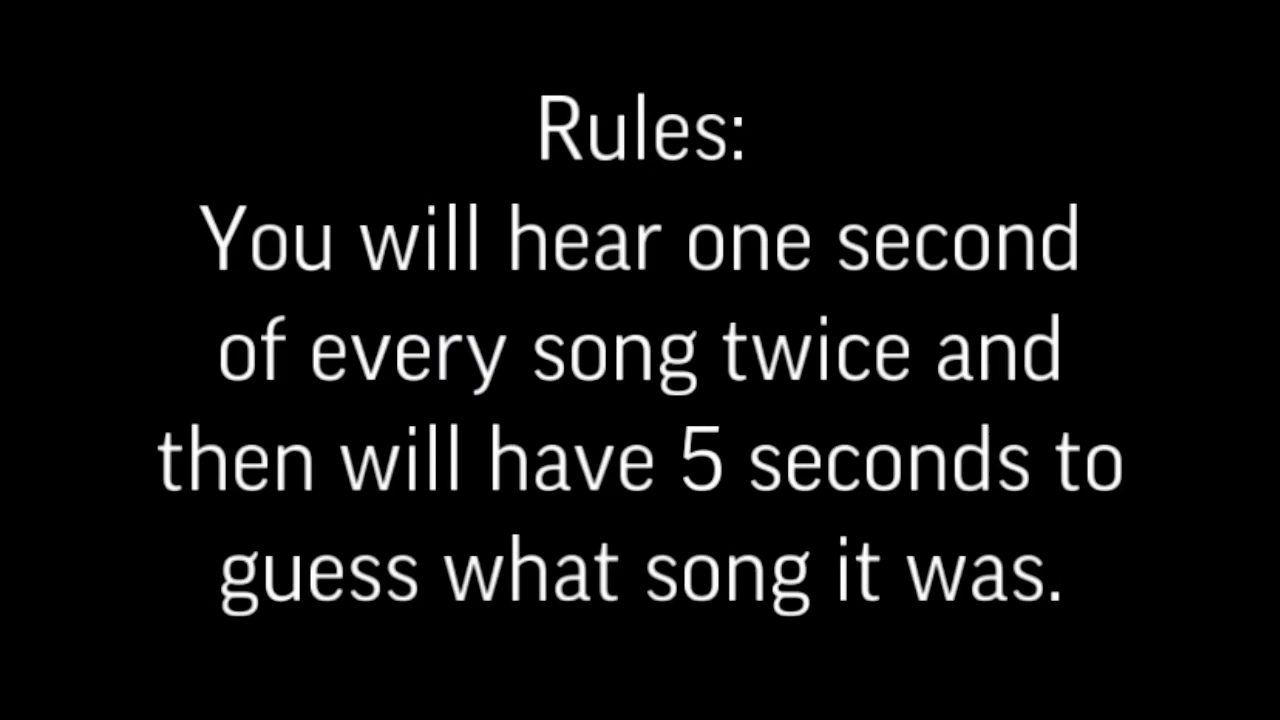 Rules:
You will hear one second
of every song twice and
then will have 5 seconds to
guess what song it was.